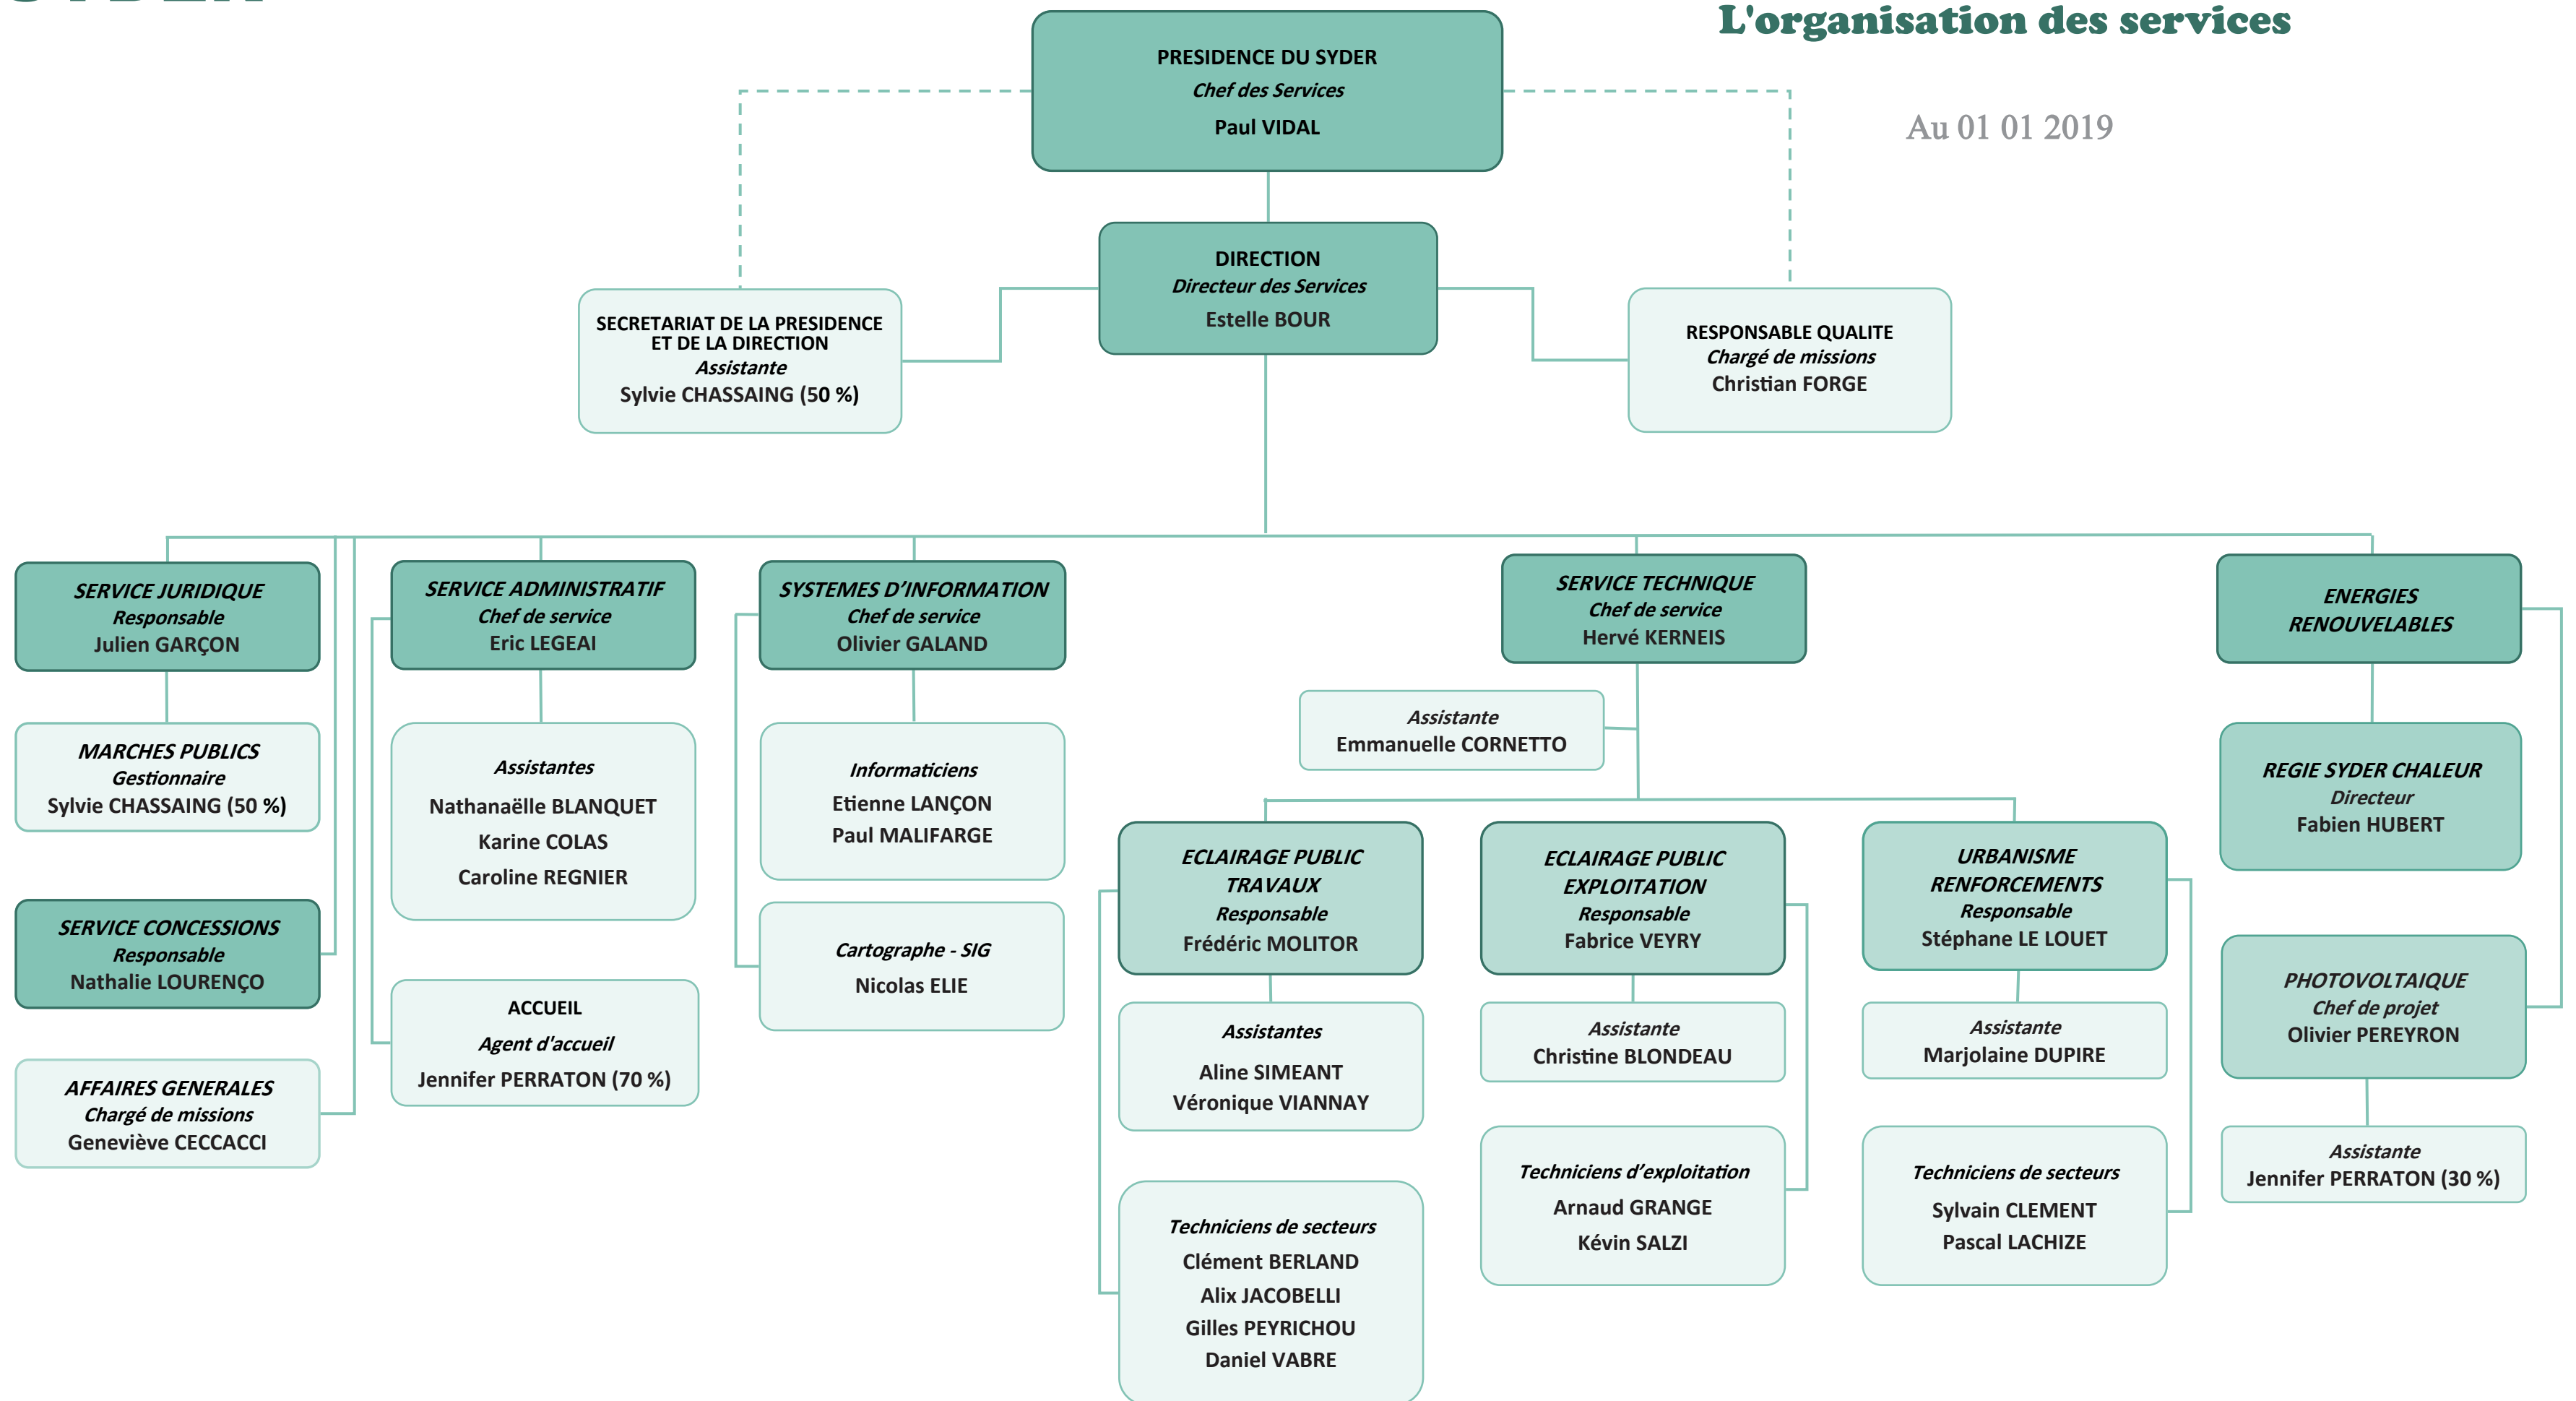 L'organisation des services
Au 01 01 2019
PRESIDENCE DU SYDER
Chef des Services
Paul VIDAL
DIRECTION
Directeur des Services
Estelle BOUR
SECRETARIAT DE LA PRESIDENCE
ET DE LA DIRECTION
Assistante
Sylvie CHASSAING (50 %)
RESPONSABLE QUALITE
Chargé de missions
Christian FORGE
SERVICE JURIDIQUE
Responsable
Julien GARÇON
MARCHES PUBLICS
Gestionnaire
Sylvie CHASSAING (50 %)
SERVICE CONCESSIONS
Responsable
Nathalie LOURENÇO
AFFAIRES GENERALES
Chargé de missions
Geneviève CECCACCI
SERVICE ADMINISTRATIF
Chef de service
Eric LEGEAI
Assistantes
Nathanaëlle BLANQUET
Karine COLAS
Caroline REGNIER
ACCUEIL
Agent d'accueil
Jennifer PERRATON (70 %)
SYSTEMES D’INFORMATION
Chef de service
Olivier GALAND
Informaticiens
Etienne LANÇON
Paul MALIFARGE
Cartographe - SIG
Nicolas ELIE
SERVICE TECHNIQUE
Chef de service
Hervé KERNEIS
Assistante
Emmanuelle CORNETTO
ECLAIRAGE PUBLIC
TRAVAUX
Responsable
Frédéric MOLITOR
Assistantes
Aline SIMEANT
Véronique VIANNAY
Techniciens de secteurs
Clément BERLAND
Alix JACOBELLI
Gilles PEYRICHOU
Daniel VABRE
ECLAIRAGE PUBLIC
EXPLOITATION
Responsable
Fabrice VEYRY
Assistante
Christine BLONDEAU
Techniciens d’exploitation
Arnaud GRANGE
Kévin SALZI
URBANISME
RENFORCEMENTS
Responsable
Stéphane LE LOUET
Assistante
Marjolaine DUPIRE
Techniciens de secteurs
Sylvain CLEMENT
Pascal LACHIZE
ENERGIES
RENOUVELABLES
REGIE SYDER CHALEUR
Directeur
Fabien HUBERT
PHOTOVOLTAIQUE
Chef de projet
Olivier PEREYRON
Assistante
Jennifer PERRATON (30 %)